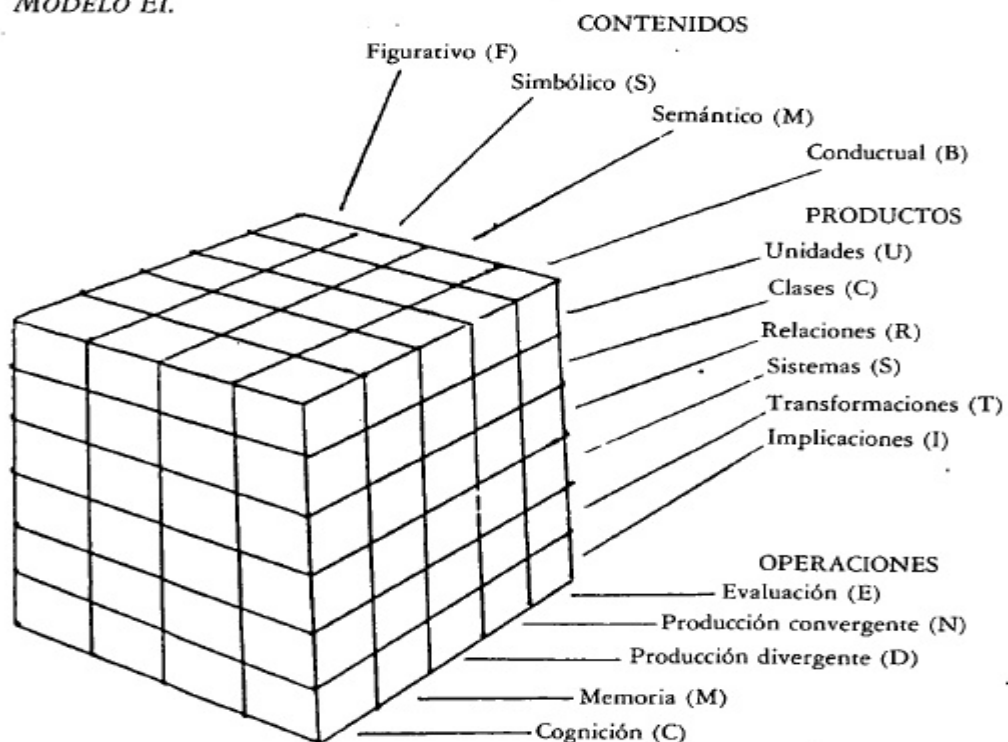 MODELO EI.
CONTENIDOS
Figurativo (F)
Simbólico (S)
Semántico (M)
Conductual (B)
PRODUCTOS
Unidades (U)
Clases (C)
Relaciones (R)
Sistemas (S)
Transformaciones (T)
Implicaciones (I)
OPERACIONES
Evaluación (E)
Producción convergente (N)
Producción divergente (D)
Memoria (M)
Cognición (C)